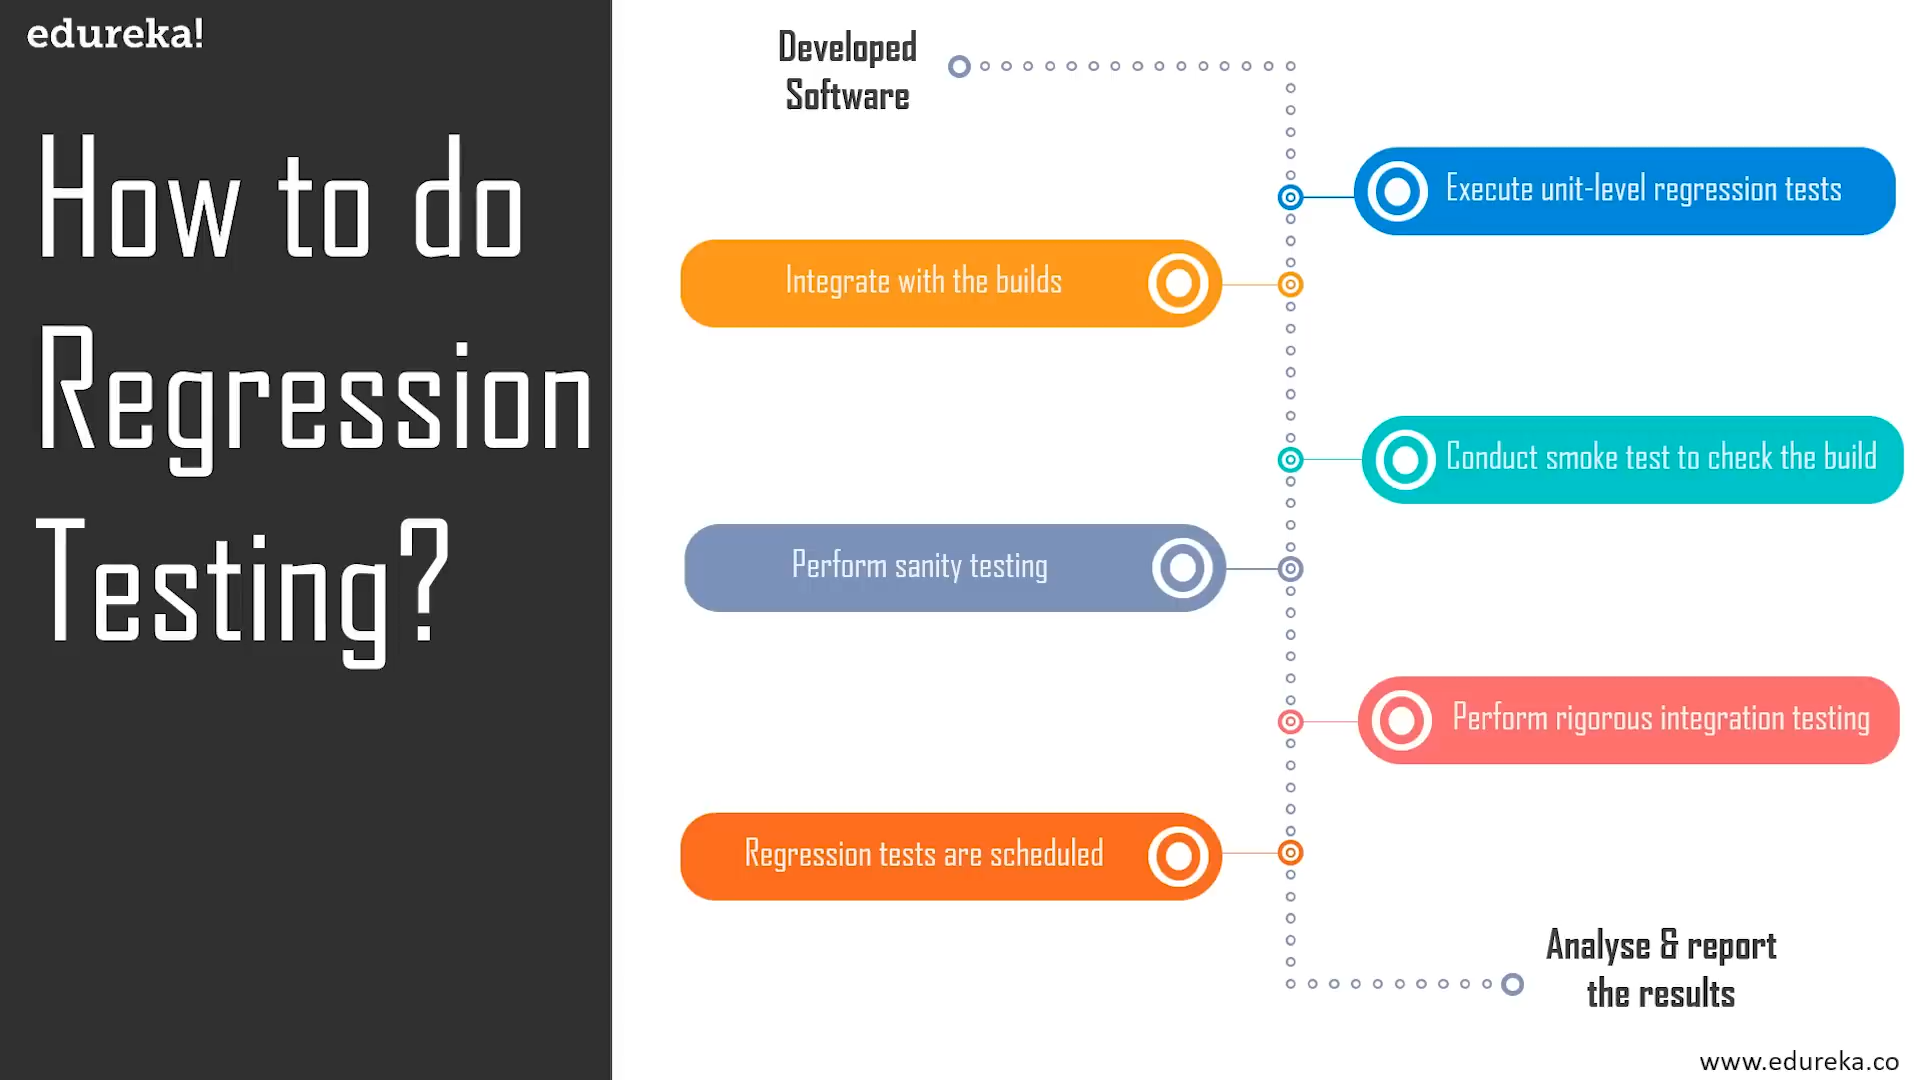 edureka!
How to do
Regression
Testing?
Developed
Software
Execute unit-level regression tests
Integrate with the builds
Conduct smoke test to check the build
Perform sanity testing
Perform rigorous integration testing
Regression tests are scheduled
Analyse & report
the results
www.edureka.co